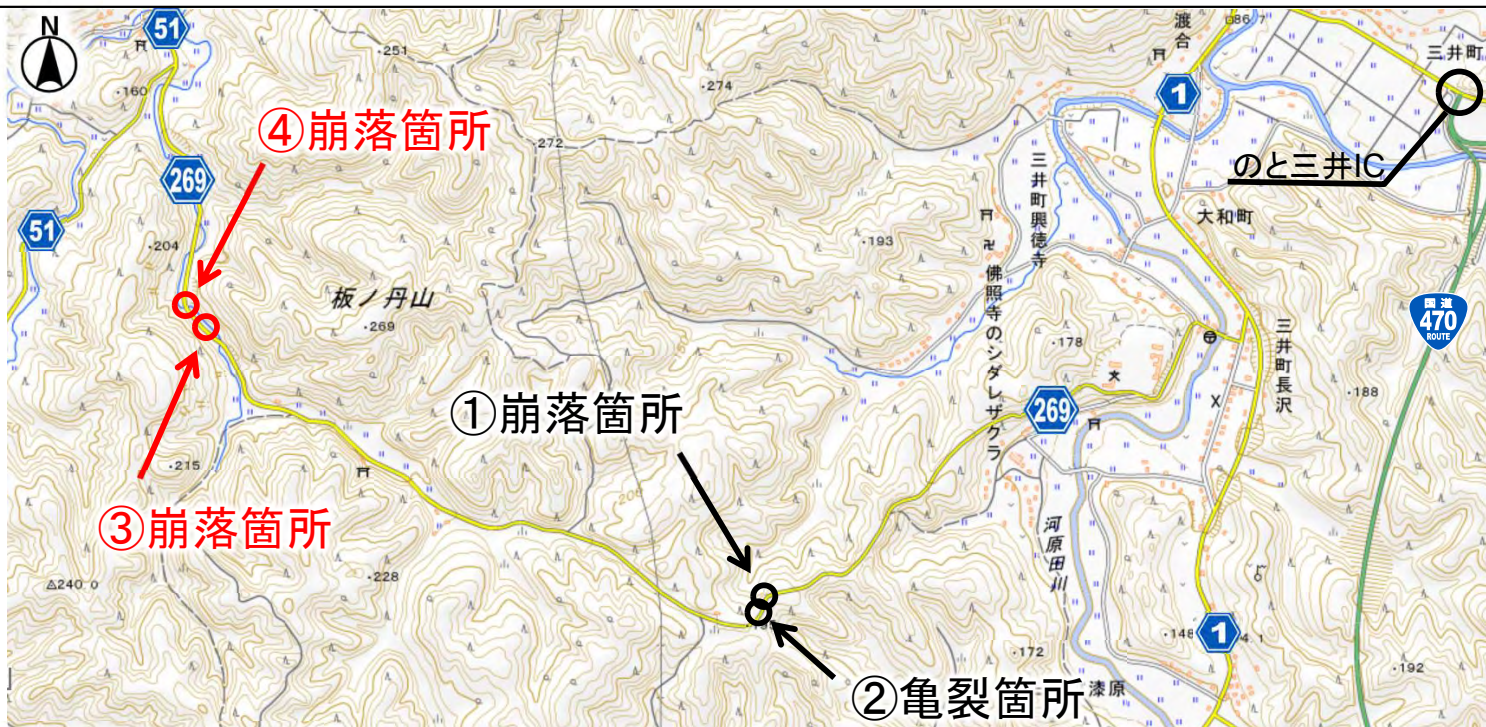 N
51
・160
・251
・274
渡合
86.7
三井町
1
④崩落箇所
272
269
のと三井IC
51
・204
三井町興徳寺
・193
大和町
板ノ丹山
・269
佛照寺のシダレザクラ
・178
国道
470
ROUTE
三井町長沢
・188
①崩落箇所
269
・215
③崩落箇所
200
河原田川
△240.0
・228
・148
1
・172
・192
②亀裂箇所
漆原